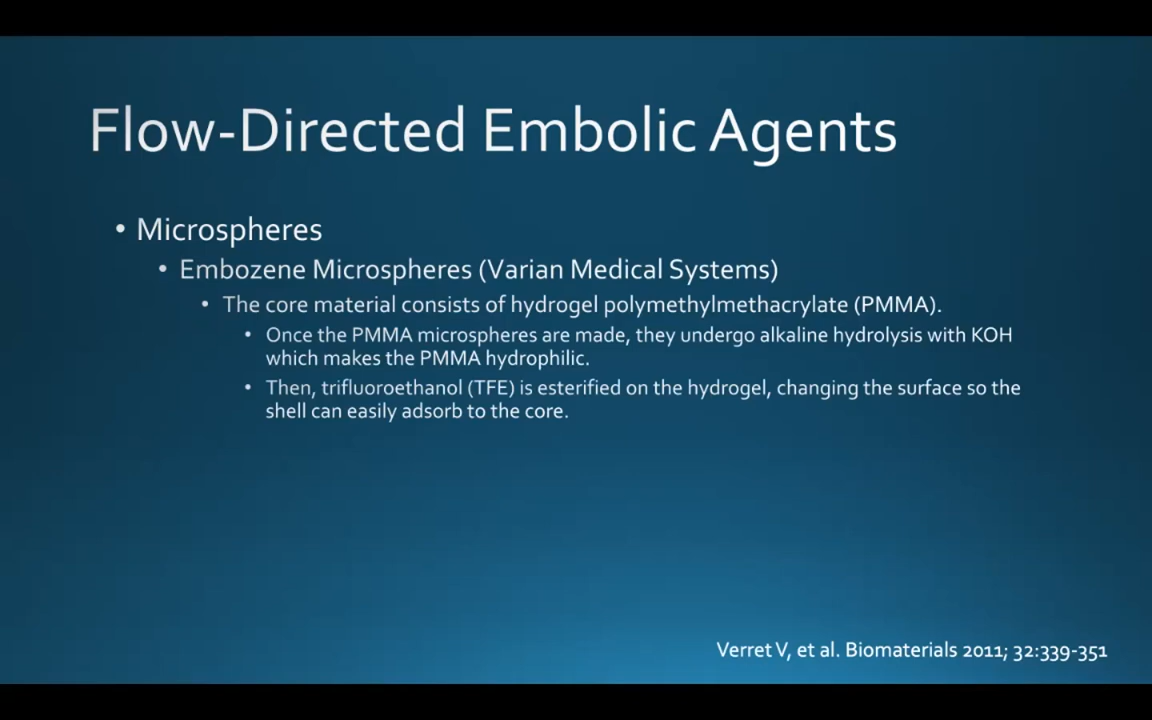 Flow-Directed Embolic Agents
• Microspheres
• Embozene Microspheres (Varian Medical Systems)
• The core material consists of hydrogel polymethylmethacrylate (PMMA).
• Once the PMMA microspheres are made, they undergo alkaline hydrolysis with KOH
which makes the PMMA hydrophilic.
• Then, trifluoroethanol (TFE) is esterified on the hydrogel, changing the surface so the
shell can easily adsorb to the core.
Verret V, et al. Biomaterials 2011; 32:339-351